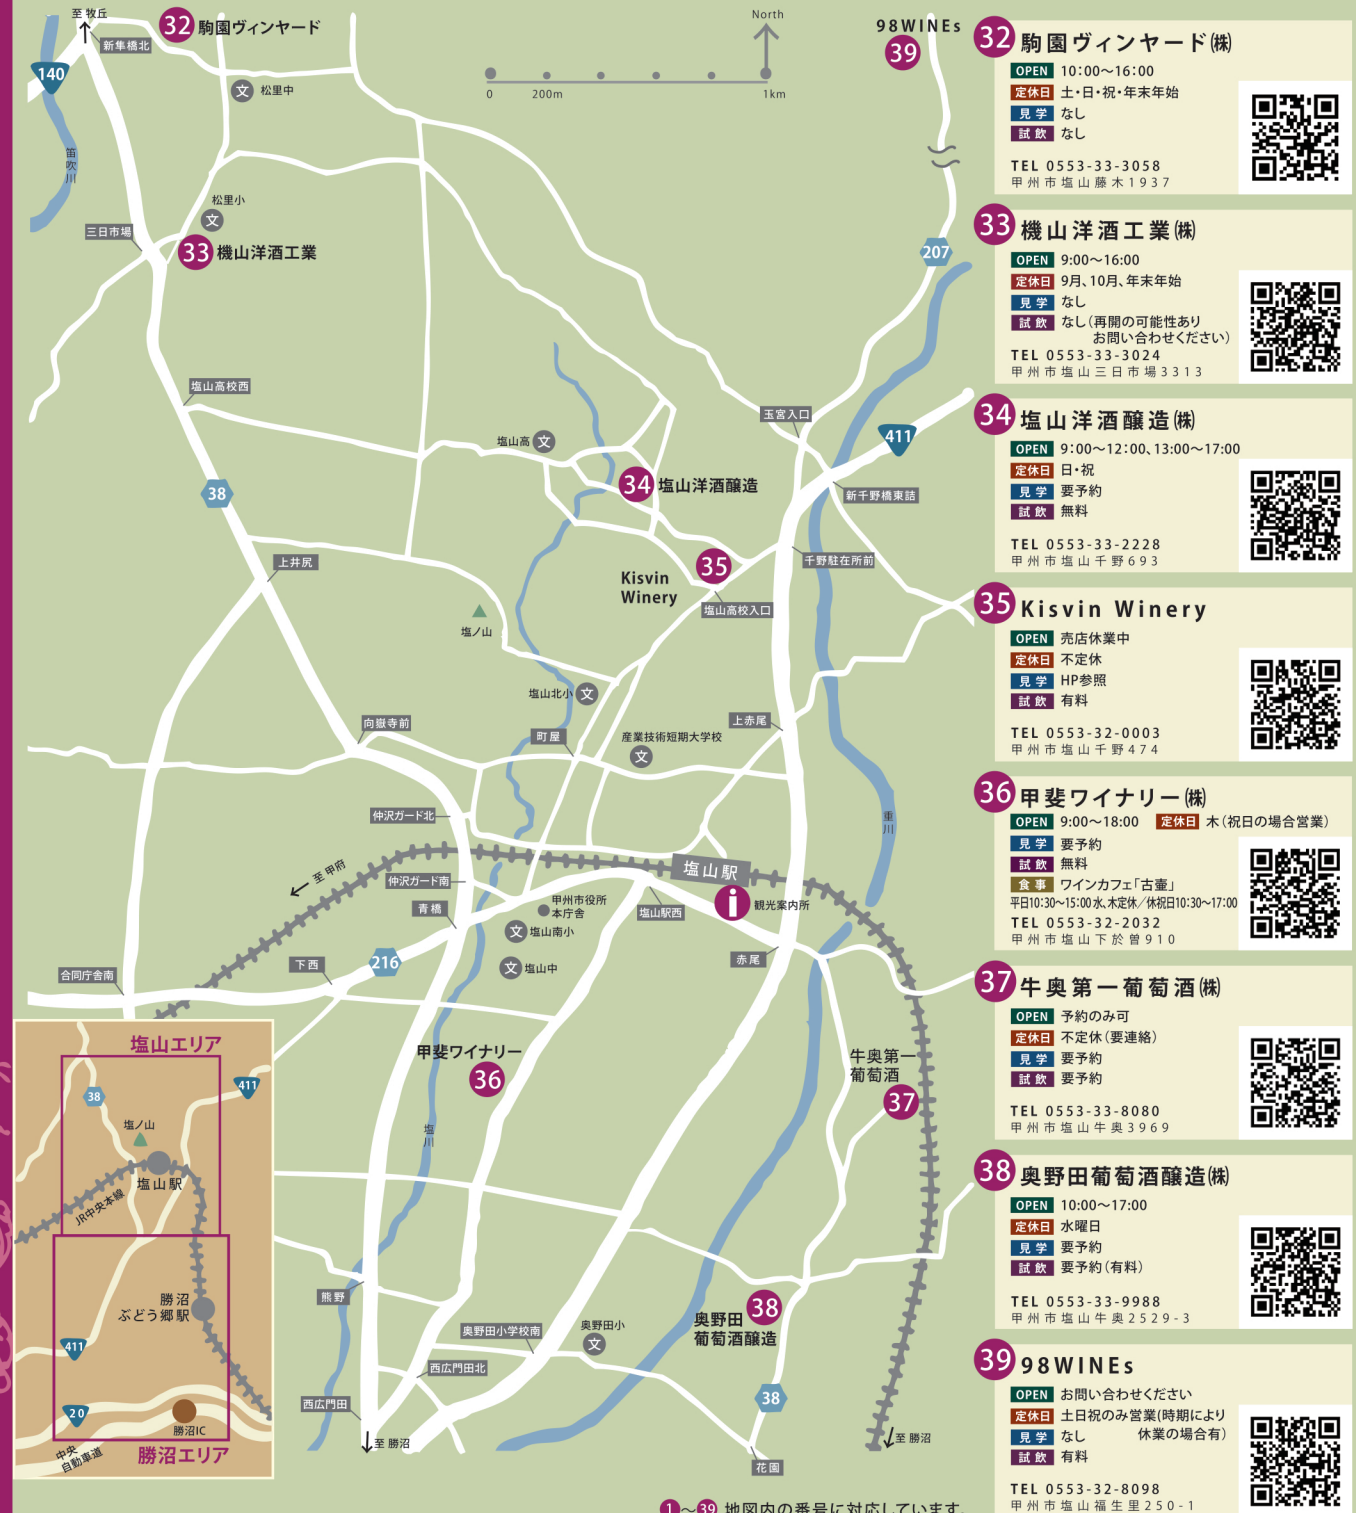 至 牧丘
新隼橋北
32 駒園ヴィンヤード
140
文 松里中
笛吹川
North
0 200m 1km
98WINEs
39
松里小
文
三日市場
33 機山洋酒工業
207
塩山高校西
玉宮入口
411
塩山高 文
34 塩山洋酒醸造
38
新千野橋東詰
上井尻
千野駐在所前
35
Kisvin
Winery
塩山高校入口
塩ノ山
塩山北小 文
向嶽寺前
町屋
上赤尾
産業技術短期大学校
文
仲沢ガード北
重川
至 甲府
塩山駅
仲沢ガード南
甲州市役所
本庁舎
青橋
塩山駅西
観光案内所
文 塩山南小
下西
216
赤尾
文 塩山中
合同庁舎南
甲斐ワイナリー
36
牛奥第一
葡萄酒
37
塩川
熊野
奥野田
葡萄酒醸造
38
奥野田小学校南
奥野田小
文
西広門田北
西広門田
38
至 勝沼
至 勝沼
花園
塩山エリア
38
411
塩ノ山
塩山駅
JR中央本線
勝沼
ぶどう郷駅
411
20
勝沼IC
中央
自動車道
勝沼エリア
32 駒園ヴィンヤード㈱
OPEN 10:00〜16:00
定休日 土・日・祝・年末年始
見学 なし
試飲 なし
TEL 0553-33-3058
甲州市塩山藤木1937
33 機山洋酒工業㈱
OPEN 9:00〜16:00
定休日 9月、10月、年末年始
見学 なし
試飲 なし(再開の可能性あり
お問い合わせください)
TEL 0553-33-3024
甲州市塩山三日市場3313
34 塩山洋酒醸造㈱
OPEN 9:00〜12:00、13:00〜17:00
定休日 日・祝
見学 要予約
試飲 無料
TEL 0553-33-2228
甲州市塩山千野693
35 Kisvin Winery
OPEN 売店休業中
定休日 不定休
見学 HP参照
試飲 有料
TEL 0553-32-0003
甲州市塩山千野474
36 甲斐ワイナリー㈱
OPEN 9:00〜18:00 定休日 木(祝日の場合営業)
見学 要予約
試飲 無料
食事 ワインカフェ「古壷」
平日10:30〜15:00 水、木定休／休祝日10:30〜17:00
TEL 0553-32-2032
甲州市塩山下於曽910
37 牛奥第一葡萄酒㈱
OPEN 予約のみ可
定休日 不定休(要連絡)
見学 要予約
試飲 要予約
TEL 0553-33-8080
甲州市塩山牛奥3969
38 奥野田葡萄酒醸造㈱
OPEN 10:00〜17:00
定休日 水曜日
見学 要予約
試飲 要予約(有料)
TEL 0553-33-9988
甲州市塩山牛奥2529-3
39 98WINEs
OPEN お問い合わせください
定休日 土日祝のみ営業(時期により
休業の場合有)
見学 なし
試飲 有料
TEL 0553-32-8098
甲州市塩山福生里250-1
1〜39 地図内の番号に対応しています。